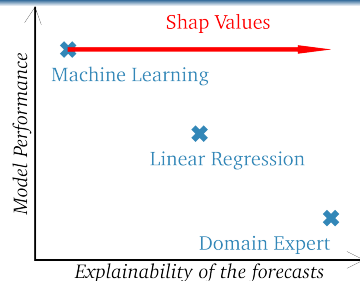 Shap Values
Machine Learning
Linear Regression
Domain Expert
Model Performance
Explainability of the forecasts